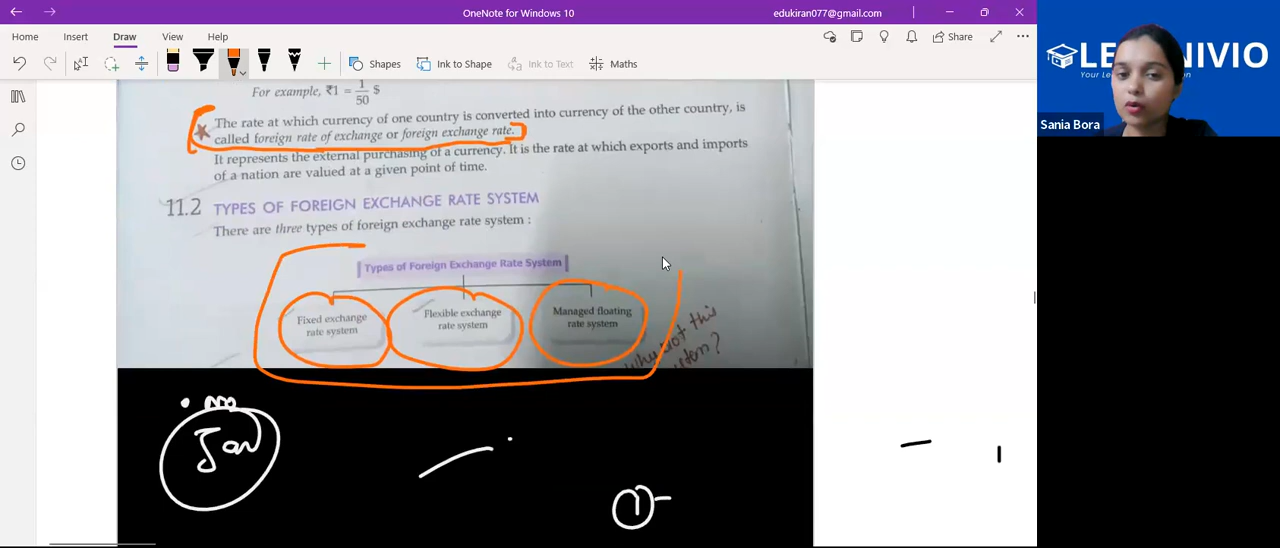 OneNote for Windows 10
edukiran077@gmail.com
Home Insert Draw View Help
Share
Shapes Ink to Shape Ink to Text Maths
For example, ₹1 = 1/50 $
The rate at which currency of one country is converted into currency of the other country, is
called foreign rate of exchange or foreign exchange rate.
It represents the external purchasing of a currency. It is the rate at which exports and imports
of a nation are valued at a given point of time.
11.2 TYPES OF FOREIGN EXCHANGE RATE SYSTEM
There are three types of foreign exchange rate system :
Types of Foreign Exchange Rate System
Fixed exchange
rate system
Flexible exchange
rate system
Managed floating
rate system
Why not this
1
Your Le
Sania Bora